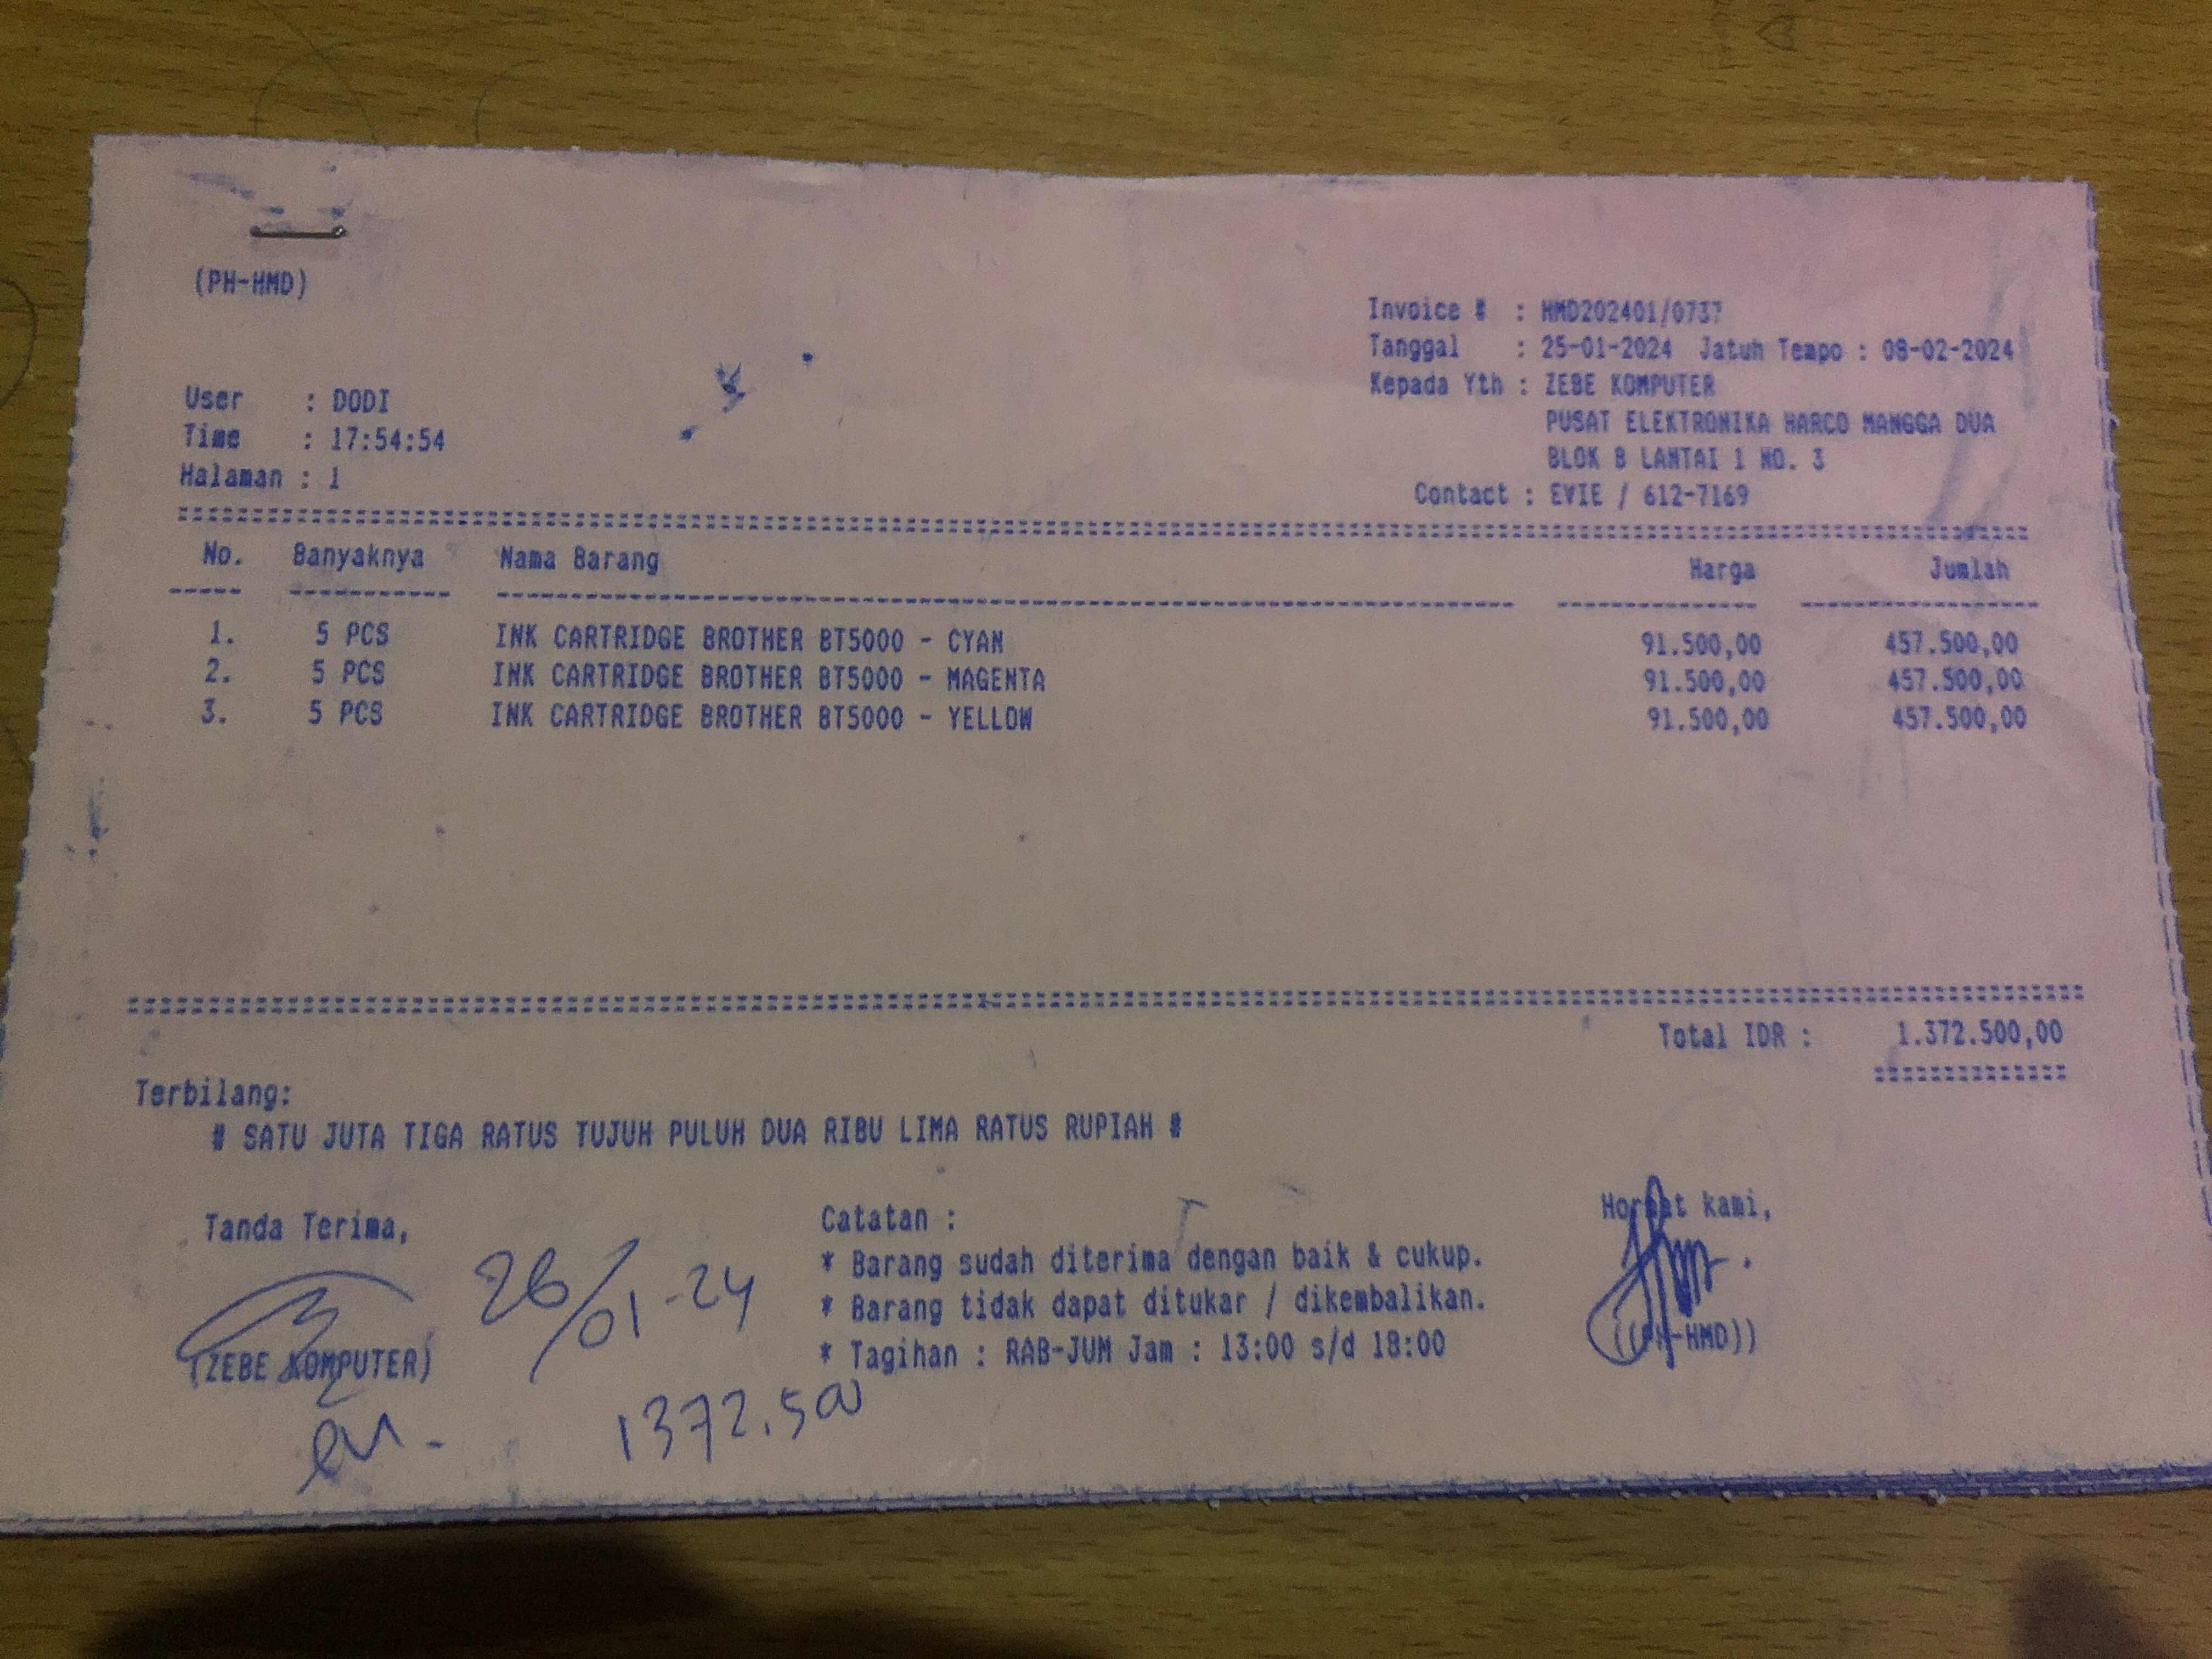 (PH-HMD)
Invoice # : HMD202401/0737
Tanggal : 25-01-2024 Jatuh Tempo : 08-02-2024
Kepada Yth : ZEBE KOMPUTER
PUSAT ELEKTRONIKA HARCO MANGGA DUA
BLOK B LANTAI 1 NO. 3
Contact : EVIE / 612-7169
User : DODI
Time : 17:54:54
Halaman : 1
No. Banyaknya Nama Barang Harga Jumlah
1. 5 PCS INK CARTRIDGE BROTHER BT5000 - CYAN 91.500,00 457.500,00
2. 5 PCS INK CARTRIDGE BROTHER BT5000 - MAGENTA 91.500,00 457.500,00
3. 5 PCS INK CARTRIDGE BROTHER BT5000 - YELLOW 91.500,00 457.500,00
Total IDR : 1.372.500,00
Terbilang:
# SATU JUTA TIGA RATUS TUJUH PULUH DUA RIBU LIMA RATUS RUPIAH #
Tanda Terima,
26/01-24
(ZEBE KOMPUTER)
Catatan :
* Barang sudah diterima dengan baik & cukup.
* Barang tidak dapat ditukar / dikembalikan.
* Tagihan : RAB-JUM Jam : 13:00 s/d 18:00
1372.500
Hormat kami,
((PH-HMD))